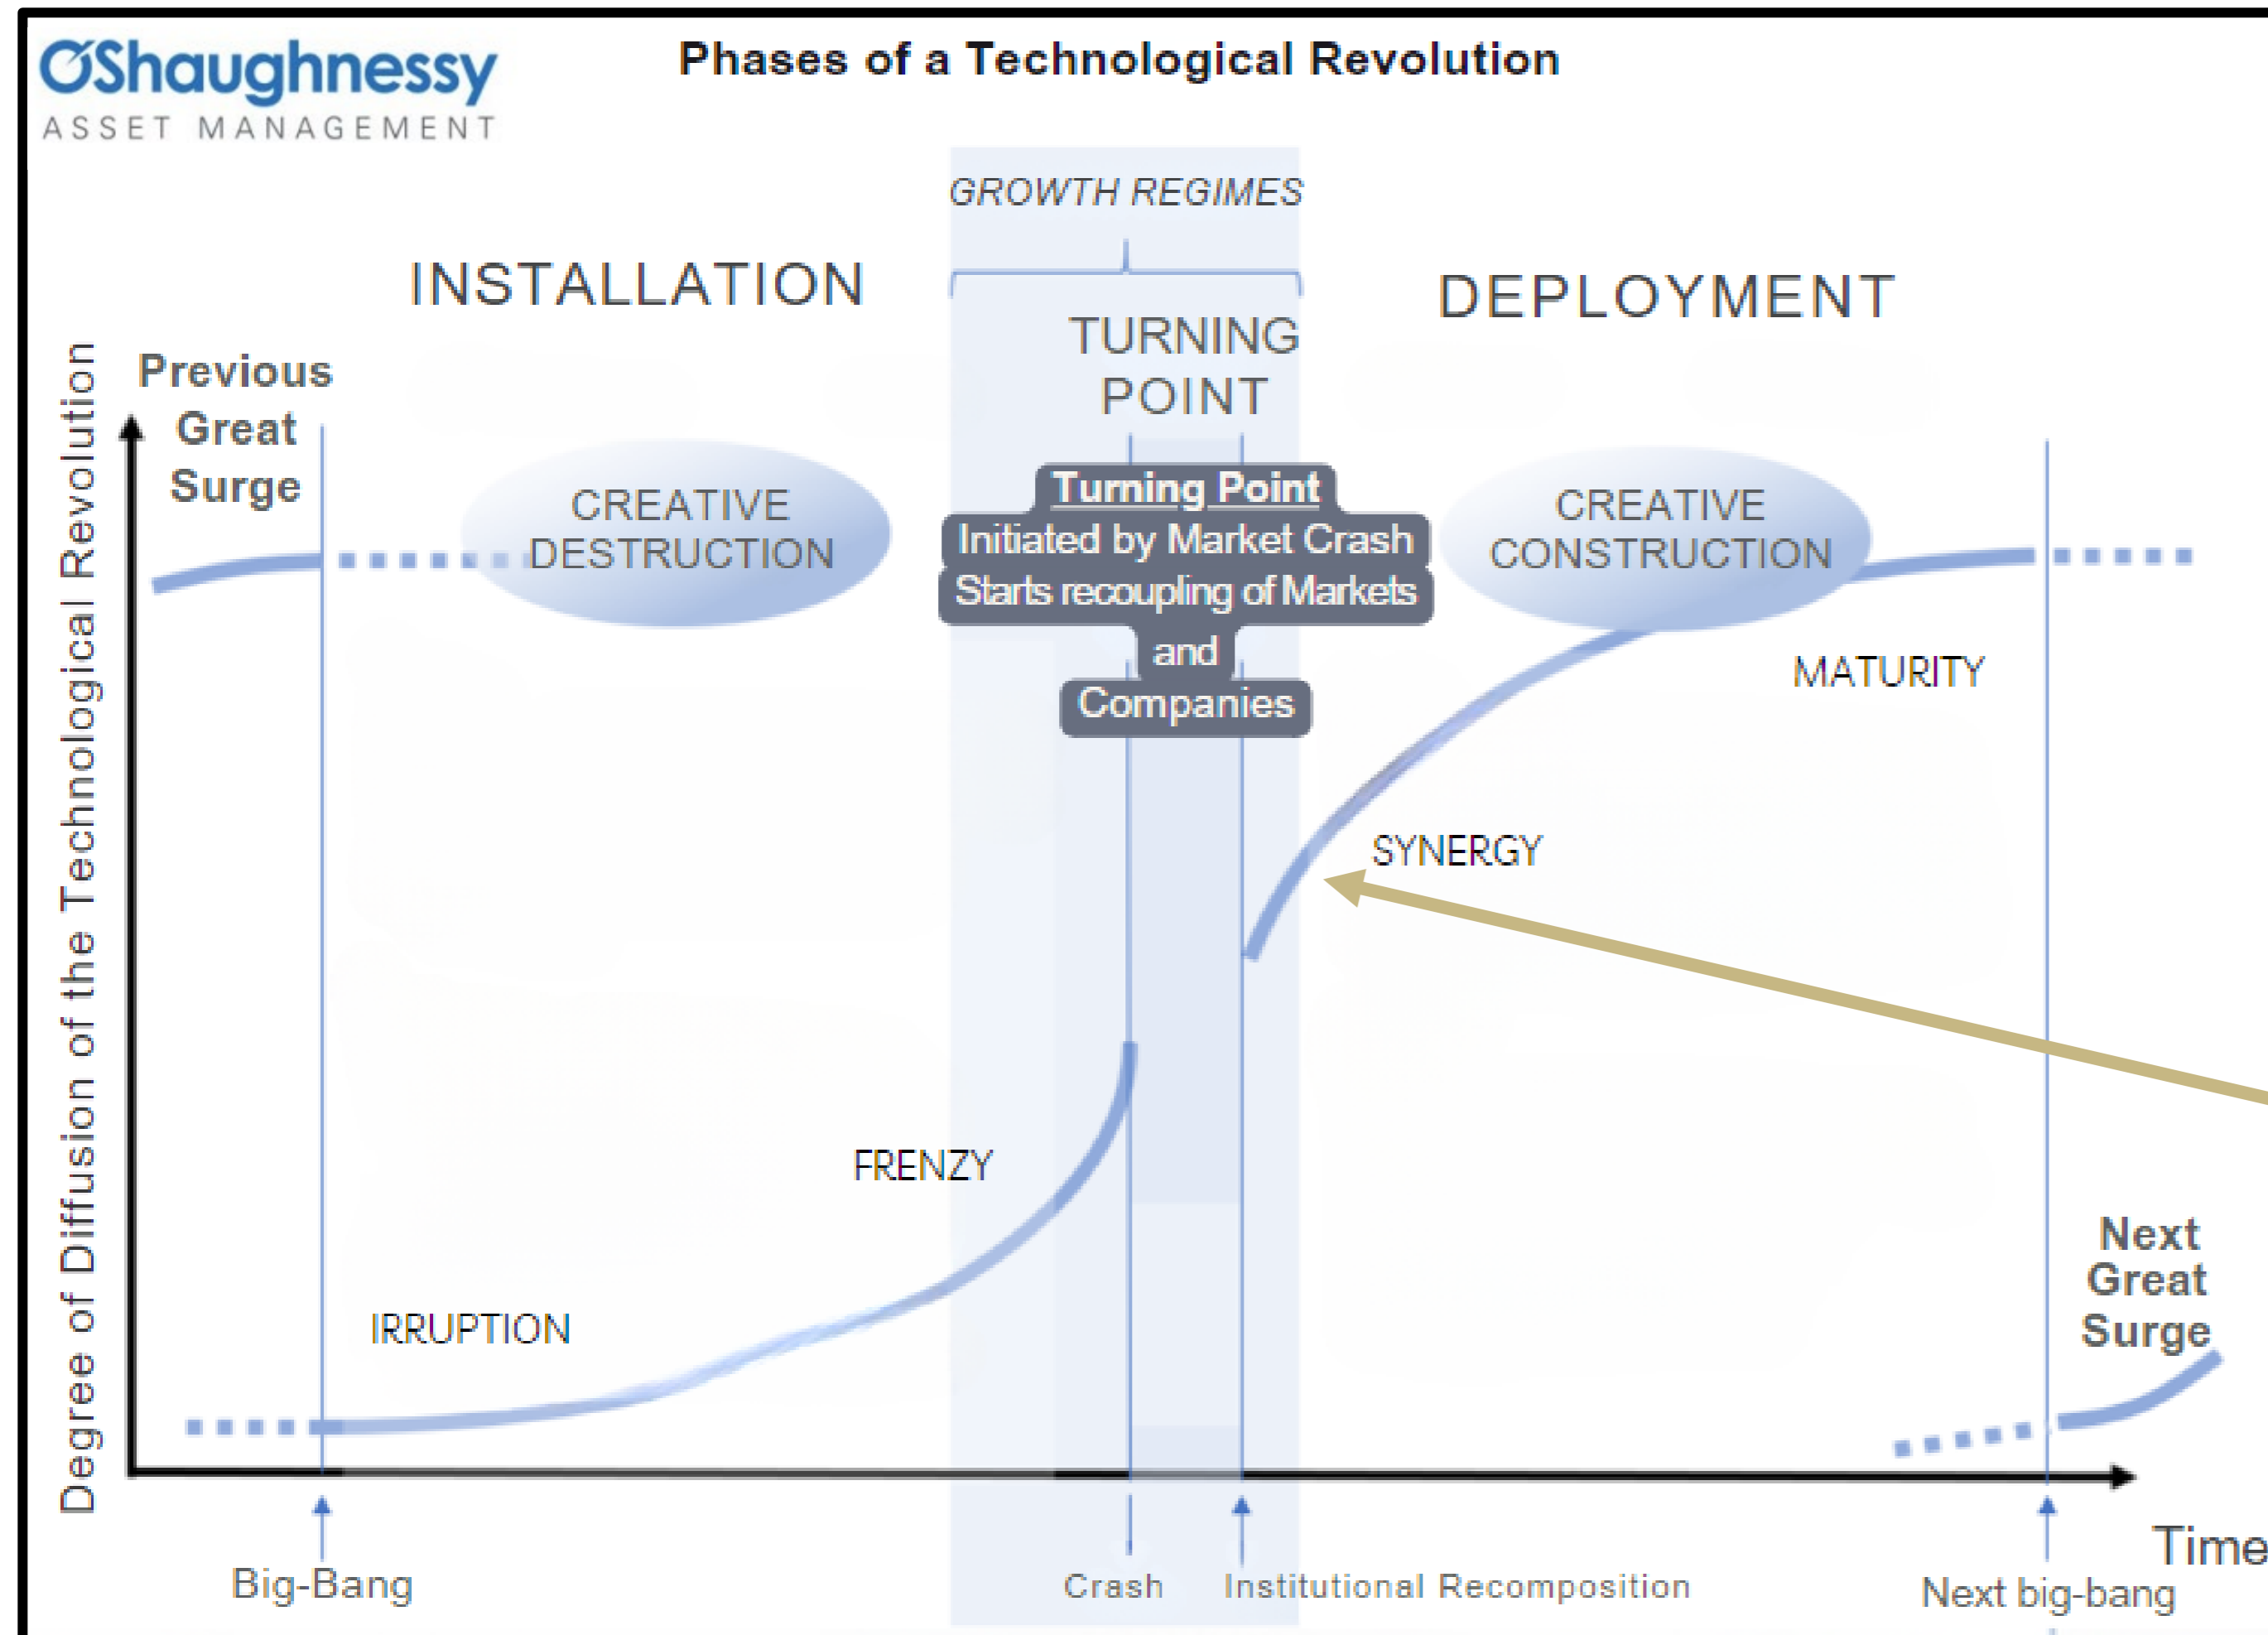 O'Shaughnessy
ASSET MANAGEMENT
Phases of a Technological Revolution
GROWTH REGIMES
INSTALLATION
DEPLOYMENT
TURNING
POINT
Previous
Great
Surge
Degree of Diffusion of the Technological Revolution
CREATIVE
DESTRUCTION
Turning Point
Initiated by Market Crash
Starts recoupling of Markets
and
Companies
CREATIVE
CONSTRUCTION
MATURITY
SYNERGY
FRENZY
IRRUPTION
Next
Great
Surge
Time
Big-Bang
Crash
Institutional Recomposition
Next big-bang